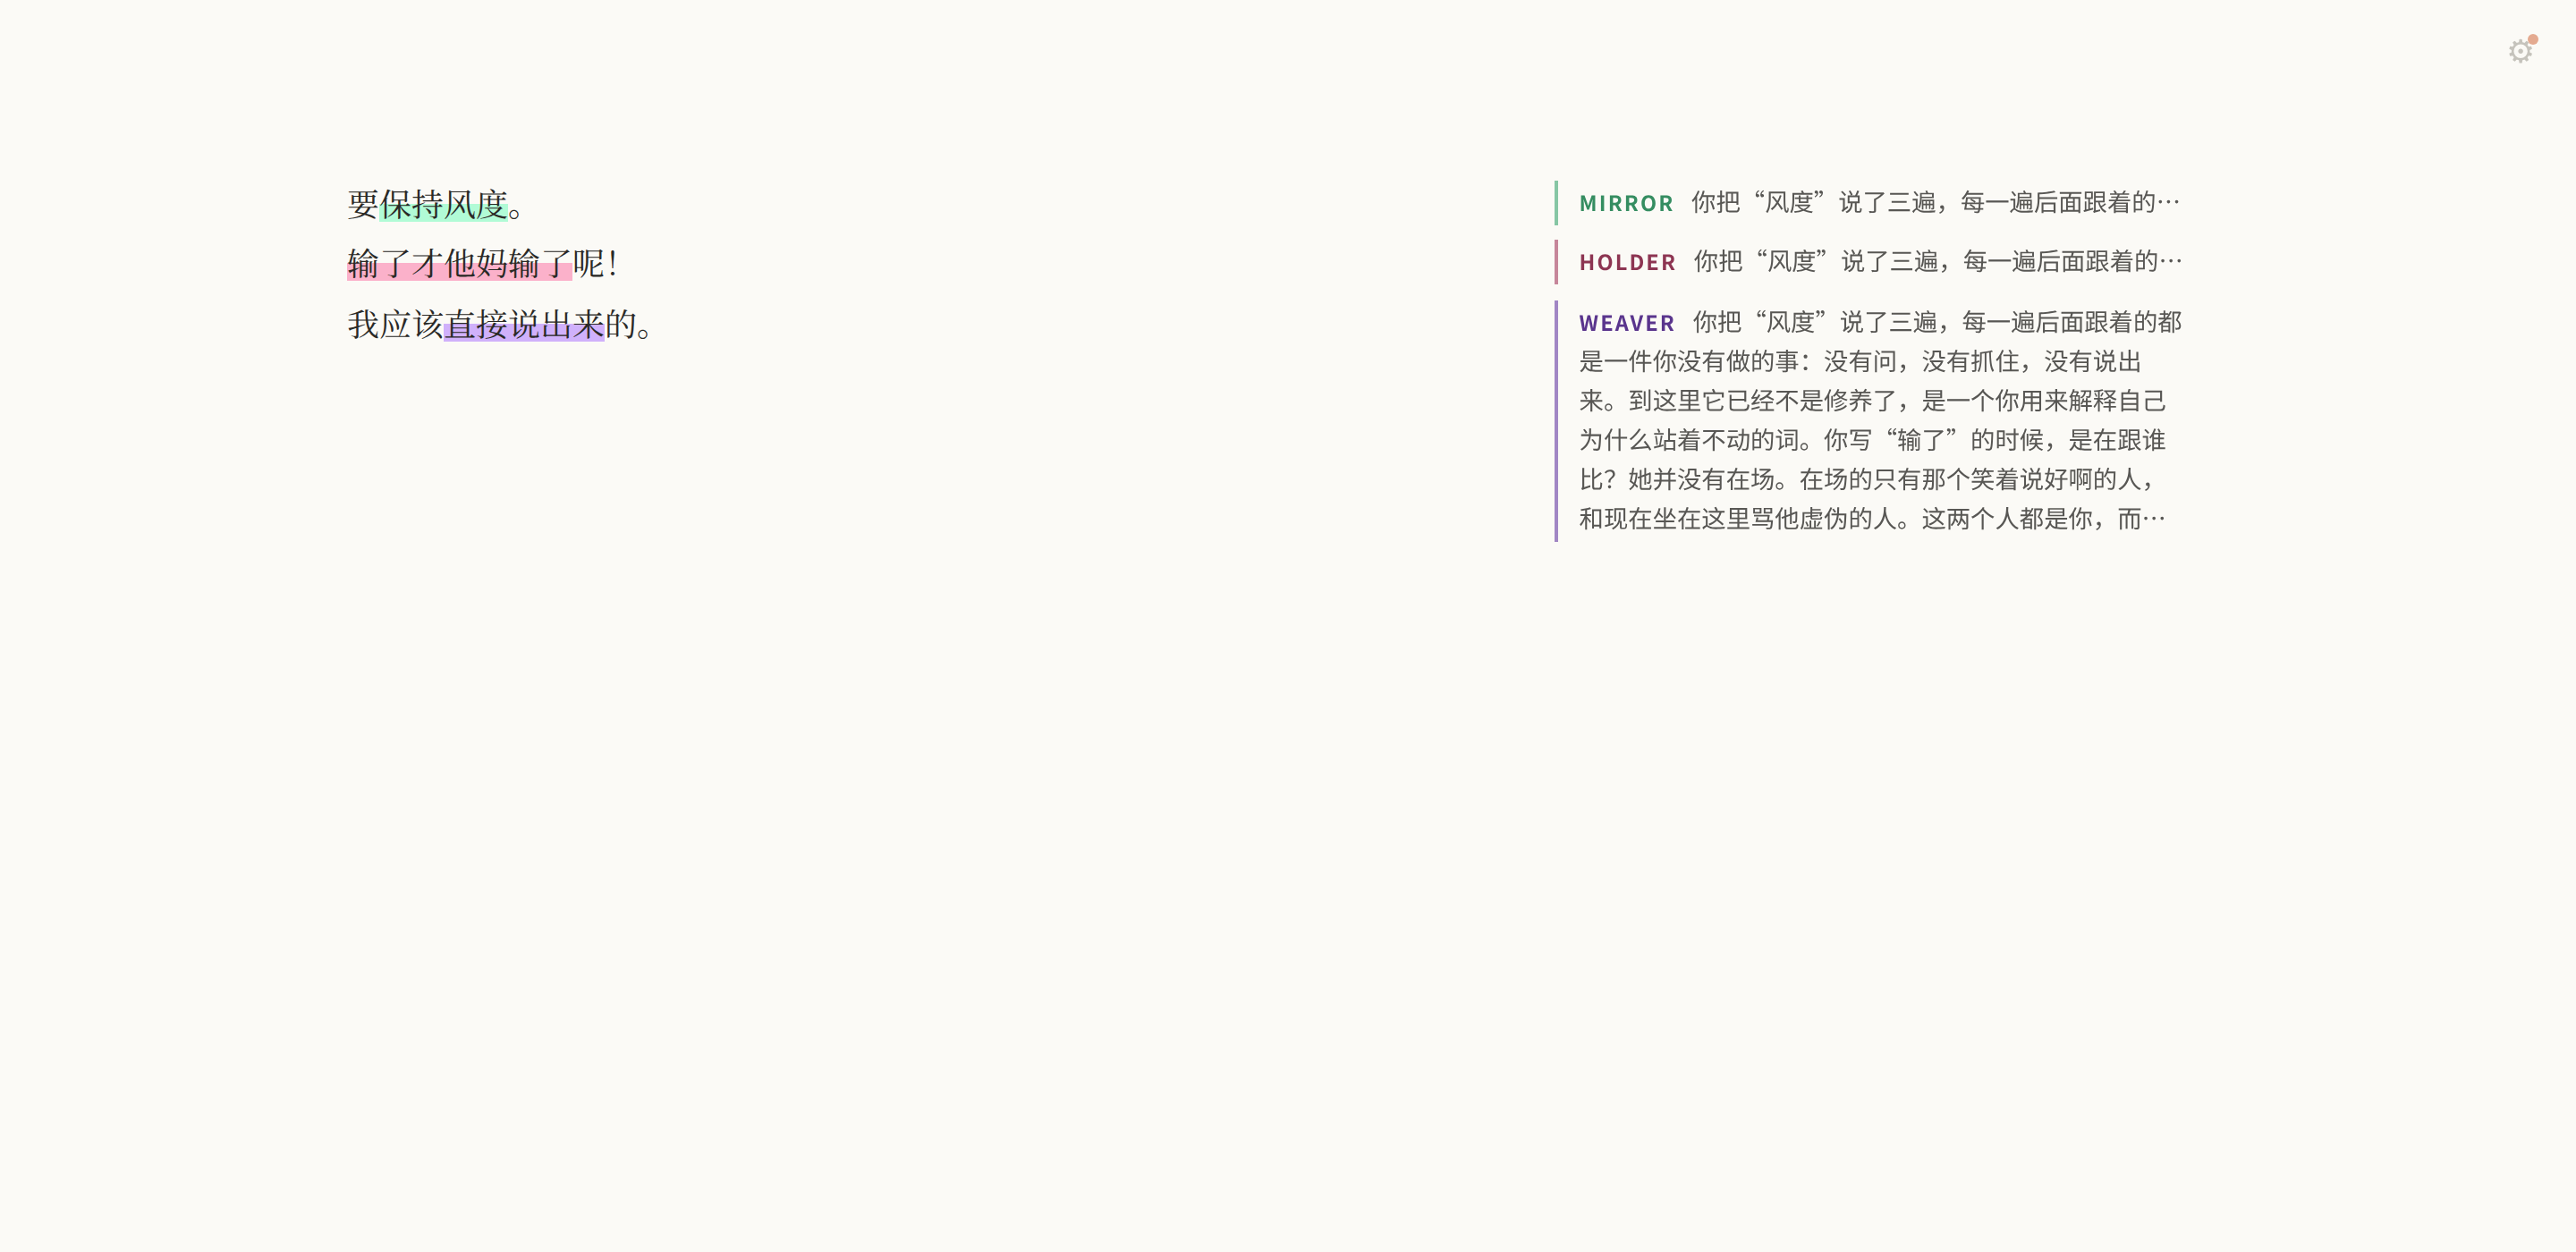 要保持风度。
输了才他妈输了呢！
我应该直接说出来的。
MIRROR 你把“风度”说了三遍，每一遍后面跟着的…
HOLDER 你把“风度”说了三遍，每一遍后面跟着的…
WEAVER 你把“风度”说了三遍，每一遍后面跟着的都
是一件你没有做的事：没有问，没有抓住，没有说出
来。到这里它已经不是修养了，是一个你用来解释自己
为什么站着不动的词。你写“输了”的时候，是在跟谁
比？她并没有在场。在场的只有那个笑着说好啊的人，
和现在坐在这里骂他虚伪的人。这两个人都是你，而…